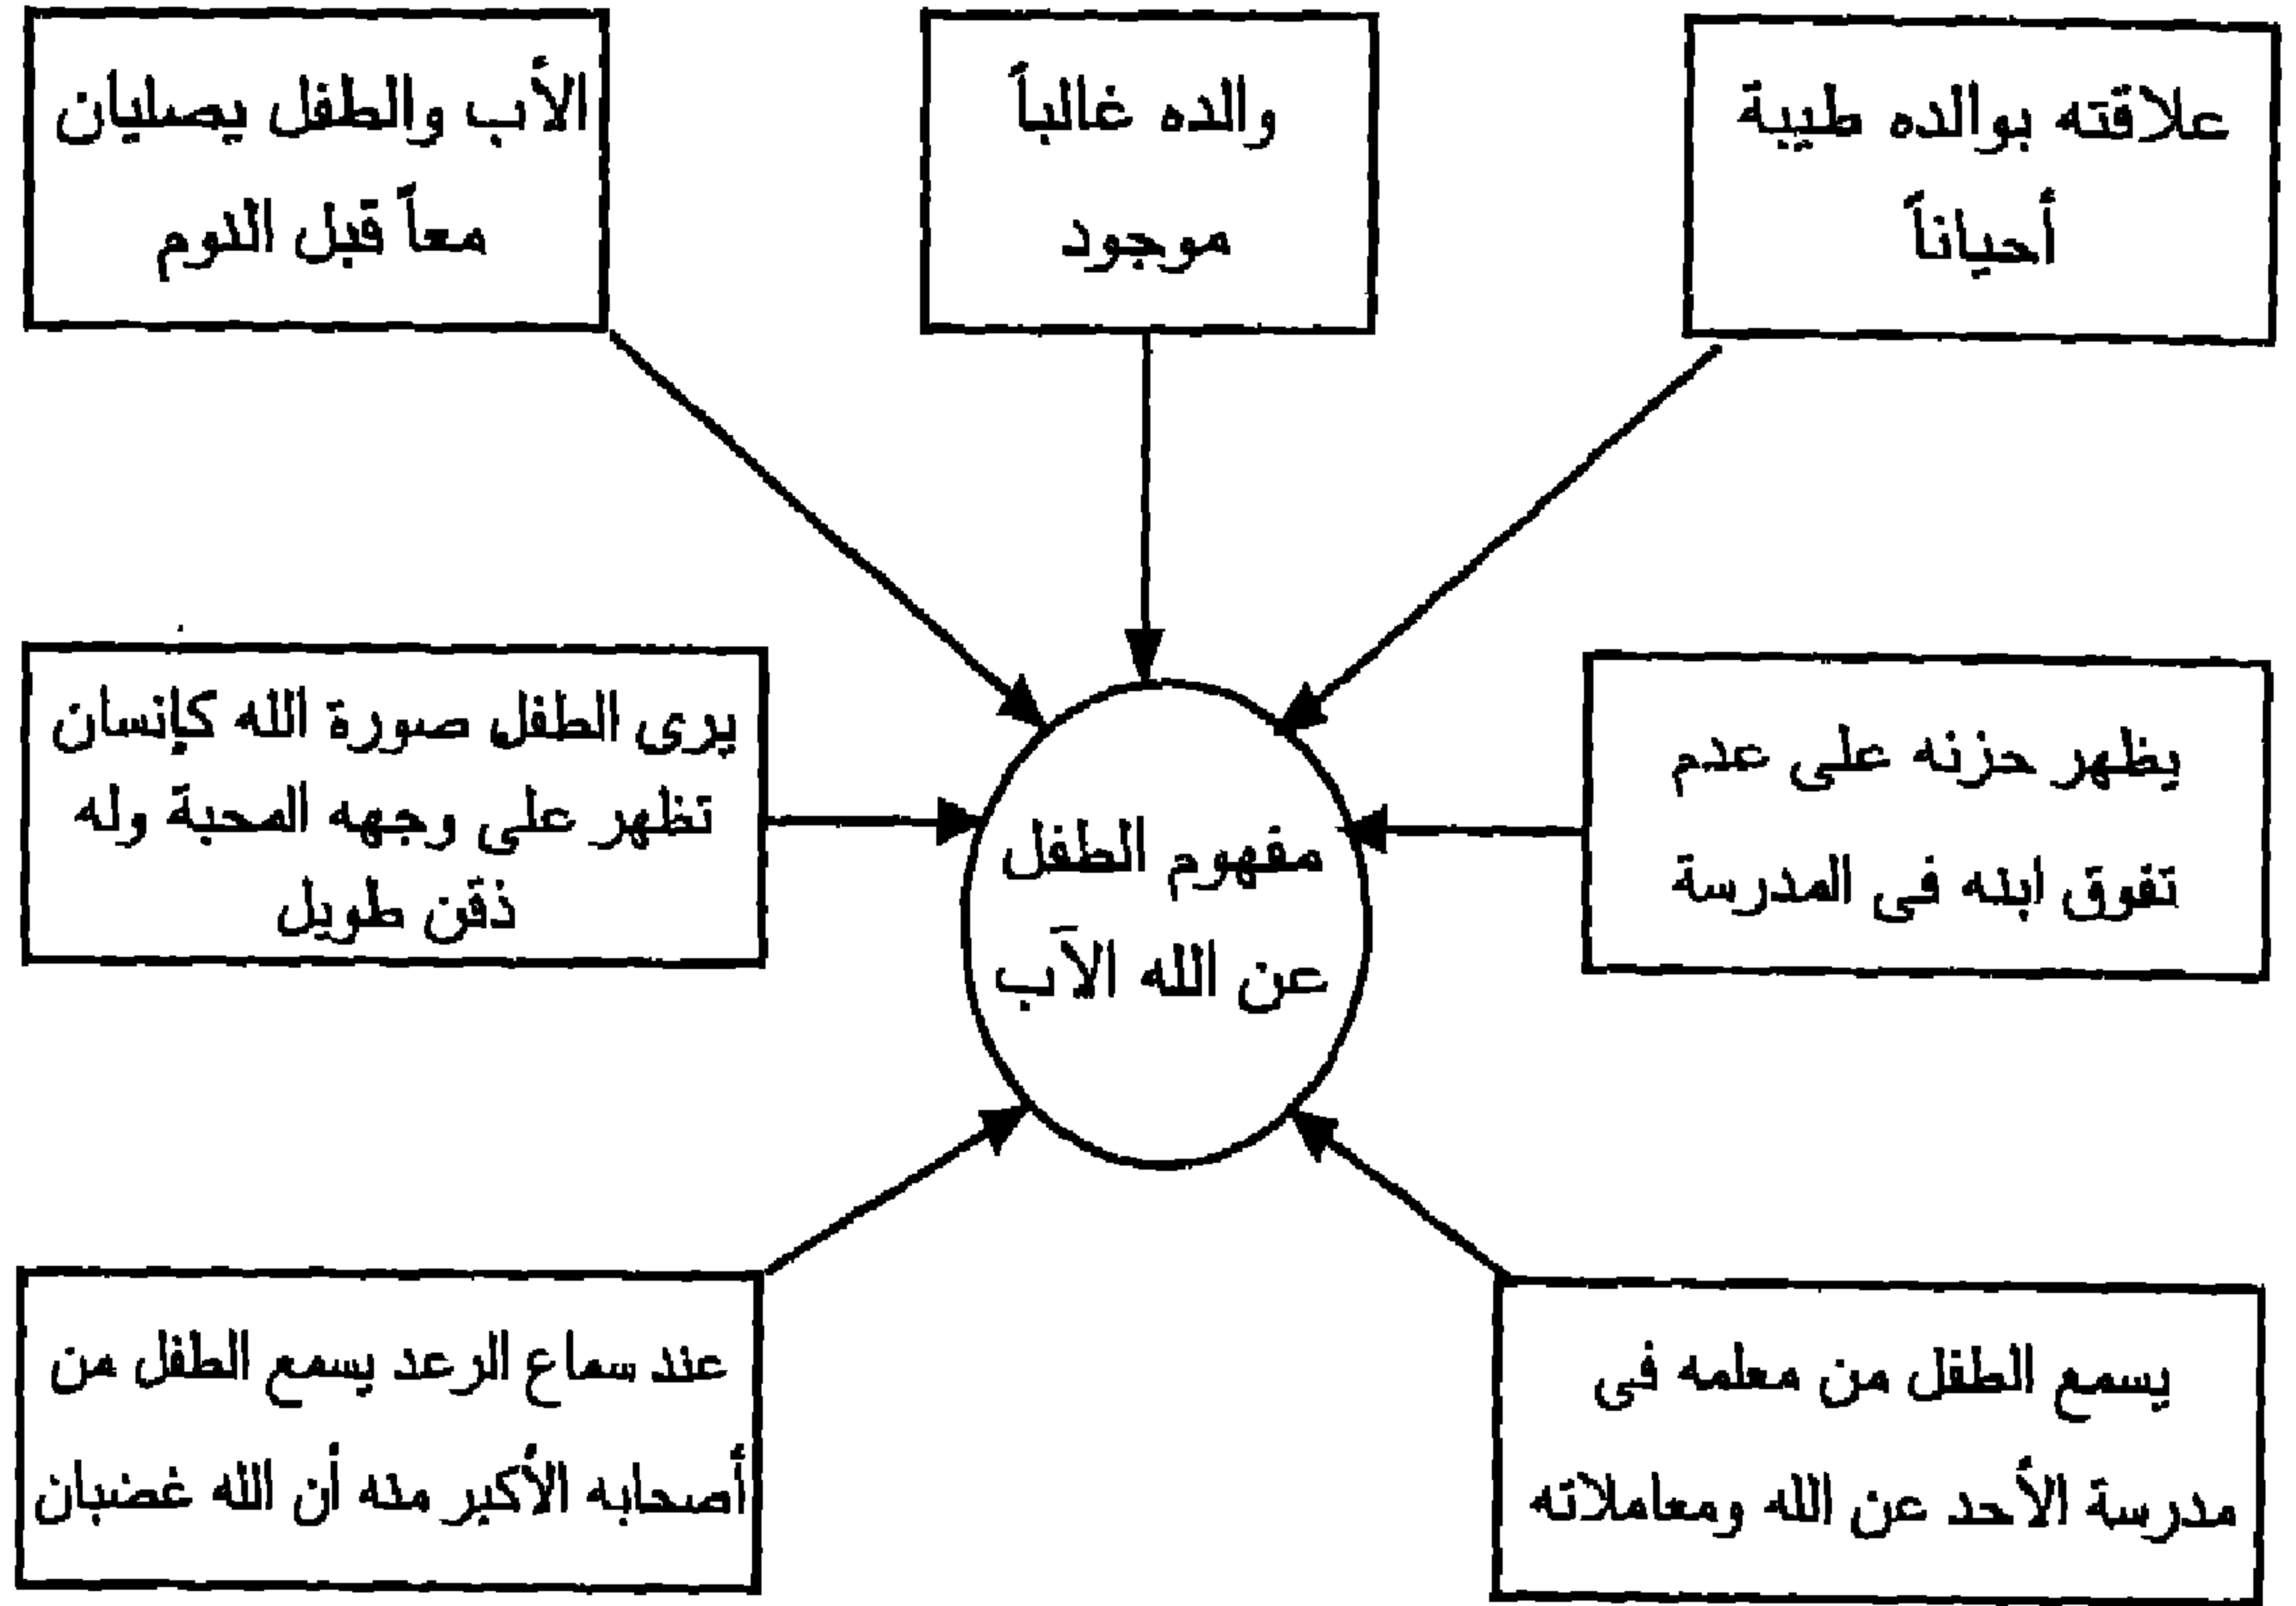 علاقته بوالده طيبة
أحياناً
والده غالباً
موجود
الأب والطفل يصليان
معاً قبل النوم
يظهر حزنه على عدم
تفوق ابنه فى المدرسة
مفهوم الطفل
عن الله الآب
يرى الطفل صورة الله كإنسان
تظهر على وجهه المحبة وله
ذقن طويل
يسمع الطفل من معلمه فى
مدرسة الأحد عن الله ومعاملاته
عند سماع الرعد يسمع الطفل من
أصحابه الأكبر منه أن الله غضبان